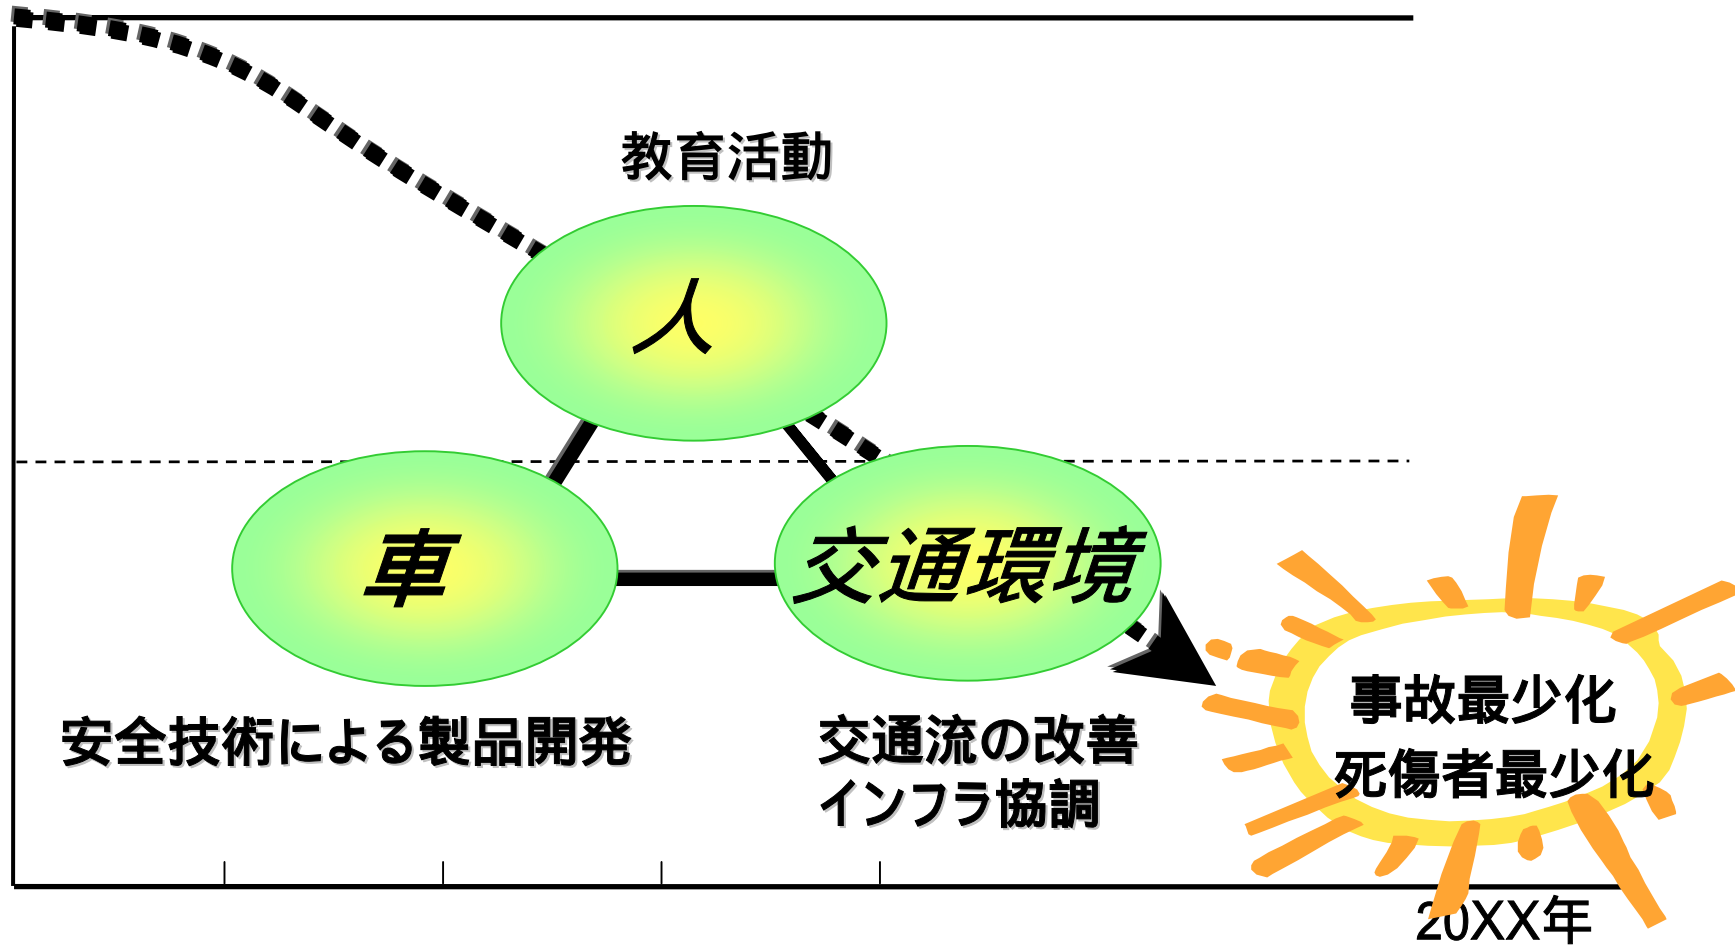 教育活動
人
車
交通環境
安全技術による製品開発
交通流の改善
インフラ協調
事故最少化
死傷者最少化
20XX年